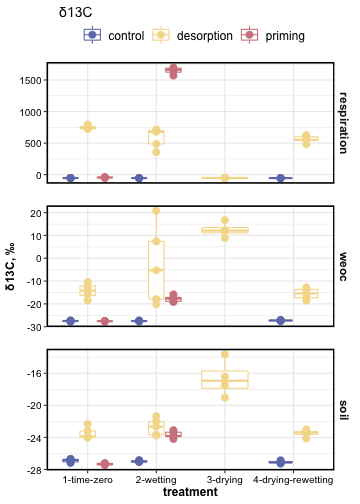 δ13C
control desorption priming
1500
1000
500
0
respiration
20
10
0
-10
-20
-30
weoc
δ13C, ‰
-16
-20
-24
-28
soil
1-time-zero 2-wetting 3-drying 4-drying-rewetting
treatment